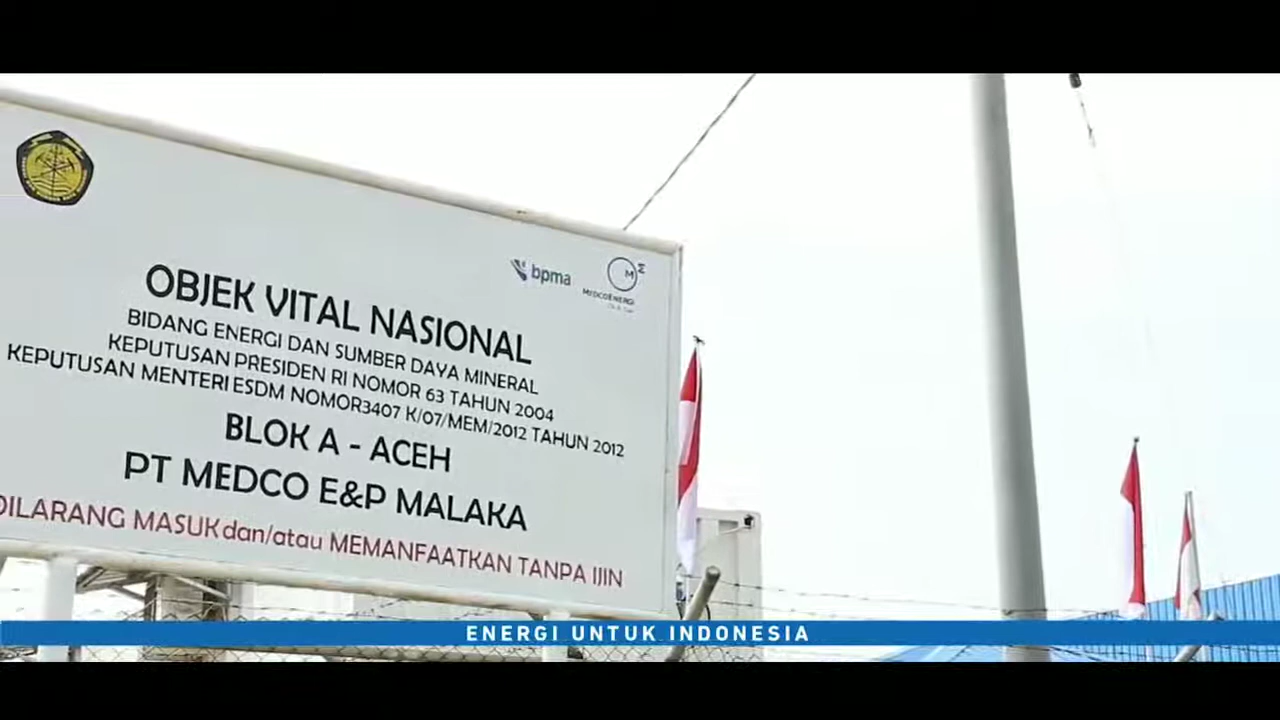 bpma
MEDCOENERGI
OBJEK VITAL NASIONAL
BIDANG ENERGI DAN SUMBER DAYA MINERAL
KEPUTUSAN PRESIDEN RI NOMOR 63 TAHUN 2004
KEPUTUSAN MENTERI ESDM NOMOR3407 K/07/MEM/2012 TAHUN 2012
BLOK A - ACEH
PT MEDCO E&P MALAKA
DILARANG MASUK dan/atau MEMANFAATKAN TANPA IJIN
ENERGI UNTUK INDONESIA